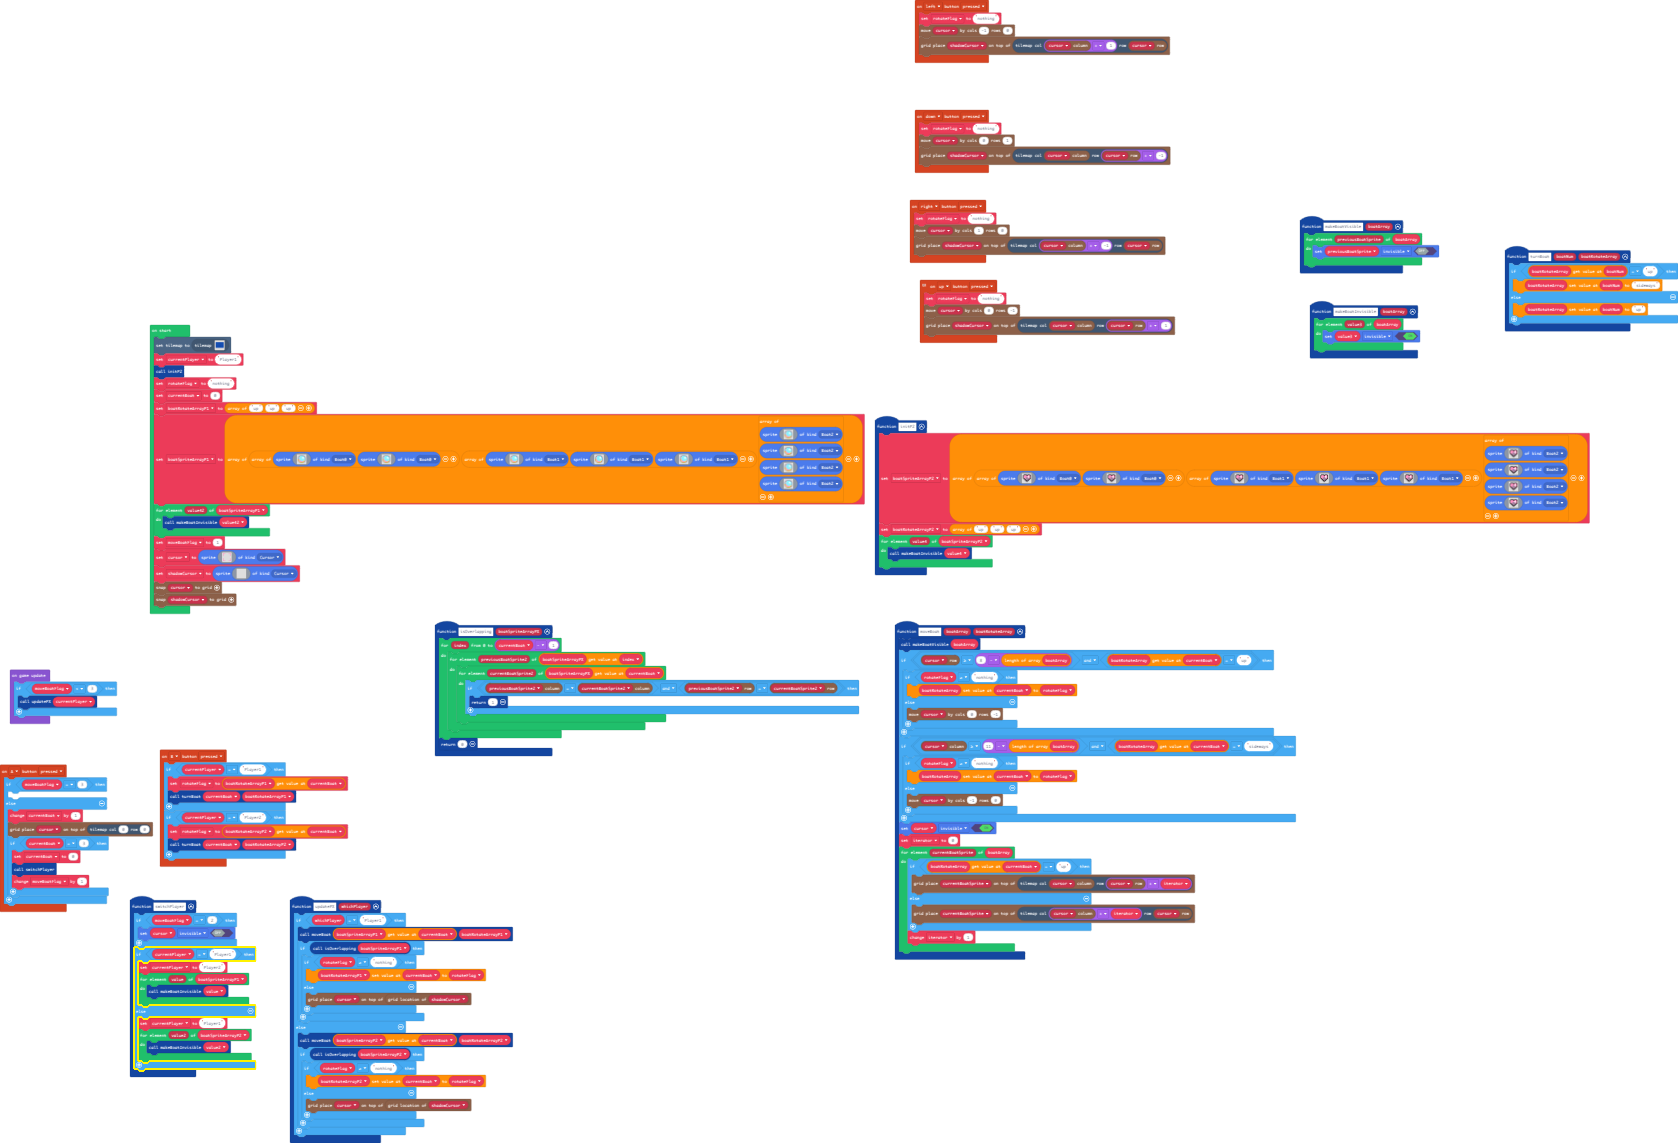 on left button pressed
set rotateFlag to nothing
move cursor by cols -1 rows 0
grid place shadowCursor on top of tilemap col cursor column + 1 row cursor row
on down button pressed
set rotateFlag to nothing
move cursor by cols 0 rows 1
grid place shadowCursor on top of tilemap col cursor column row cursor row + -1
on right button pressed
set rotateFlag to nothing
move cursor by cols 1 rows 0
grid place shadowCursor on top of tilemap col cursor column + -1 row cursor row
on up button pressed
set rotateFlag to nothing
move cursor by cols 0 rows -1
grid place shadowCursor on top of tilemap col cursor column row cursor row + 1
function makeBoatVisible boatArray
for element previousBoatSprite of boatArray
do set previousBoatSprite invisible
function makeBoatInvisible boatArray
for element value3 of boatArray
do set value3 invisible
function turnBoat boatNum boatRotateArray
if boatRotateArray get value at boatNum = up then
boatRotateArray set value at boatNum to sideways
else
boatRotateArray set value at boatNum to up
on start
set tilemap to tilemap
set currentPlayer to Player1
call initP2
set rotateFlag to nothing
set currentBoat to 0
set boatRotateArrayP1 to array of up up up
array of
sprite of kind Boat2
sprite of kind Boat2
set boatSpriteArrayP1 to array of array of sprite of kind Boat0 sprite of kind Boat0 array of sprite of kind Boat1 sprite of kind Boat1 sprite of kind Boat1
sprite of kind Boat2
sprite of kind Boat2
for element value42 of boatSpriteArrayP1
do call makeBoatInvisible value42
set moveBoatFlag to 1
set cursor to sprite of kind Cursor
set shadowCursor to sprite of kind Cursor
snap cursor to grid
snap shadowCursor to grid
function initP2
array of
sprite of kind Boat2
sprite of kind Boat2
set boatSpriteArrayP2 to array of array of sprite of kind Boat0 sprite of kind Boat0 array of sprite of kind Boat1 sprite of kind Boat1 sprite of kind Boat1
sprite of kind Boat2
sprite of kind Boat2
set boatRotateArrayP2 to array of up up up
for element value4 of boatSpriteArrayP2
do call makeBoatInvisible value4
on game update
if moveBoatFlag then
call updatePX currentPlayer
function isOverlapping boatSpriteArrayPX
for index from 0 to currentBoat - 1
do for element previousBoatSprite2 of boatSpriteArrayPX get value at index
do for element currentBoatSprite2 of boatSpriteArrayPX get value at currentBoat
do if previousBoatSprite2 column = currentBoatSprite2 column and previousBoatSprite2 row = currentBoatSprite2 row then
return 1
return 0
function moveBoat boatArray boatRotateArray
call makeBoatVisible boatArray
if cursor row - length of array boatArray and boatRotateArray get value at currentBoat = up then
if rotateFlag nothing then
boatRotateArray set value at currentBoat to rotateFlag
else
move cursor by cols 0 rows -1
if cursor column - length of array boatArray and boatRotateArray get value at currentBoat = sideways then
if rotateFlag nothing then
boatRotateArray set value at currentBoat to rotateFlag
else
move cursor by cols -1 rows 0
set cursor invisible
set iterator to 0
for element currentBoatSprite of boatArray
do if boatRotateArray get value at currentBoat = up then
grid place currentBoatSprite on top of tilemap col cursor column row cursor row + iterator
else
grid place currentBoatSprite on top of tilemap col cursor column + iterator row cursor row
change iterator by 1
on A button pressed
if moveBoatFlag then
else
change currentBoat by 1
grid place cursor on top of tilemap col 0 row 0
if currentBoat = 3 then
set currentBoat to 0
call switchPlayer
change moveBoatFlag by 1
on B button pressed
if currentPlayer = Player1 then
set rotateFlag to boatRotateArrayP1 get value at currentBoat
call turnBoat currentBoat boatRotateArrayP1
if currentPlayer = Player2 then
set rotateFlag to boatRotateArrayP2 get value at currentBoat
call turnBoat currentBoat boatRotateArrayP2
function switchPlayer
if moveBoatFlag = 2 then
set cursor invisible
if currentPlayer = Player1 then
set currentPlayer to Player2
for element value of boatSpriteArrayP1
do call makeBoatInvisible value
else
set currentPlayer to Player1
for element value2 of boatSpriteArrayP2
do call makeBoatInvisible value2
function updatePX whichPlayer
if whichPlayer = Player1 then
call moveBoat boatSpriteArrayP1 get value at currentBoat boatRotateArrayP1
if call isOverlapping boatSpriteArrayP1 then
if rotateFlag nothing then
boatRotateArrayP1 set value at currentBoat to rotateFlag
else
grid place cursor on top of grid location of shadowCursor
else
call moveBoat boatSpriteArrayP2 get value at currentBoat boatRotateArrayP2
if call isOverlapping boatSpriteArrayP2 then
if rotateFlag nothing then
boatRotateArrayP2 set value at currentBoat to rotateFlag
else
grid place cursor on top of grid location of shadowCursor